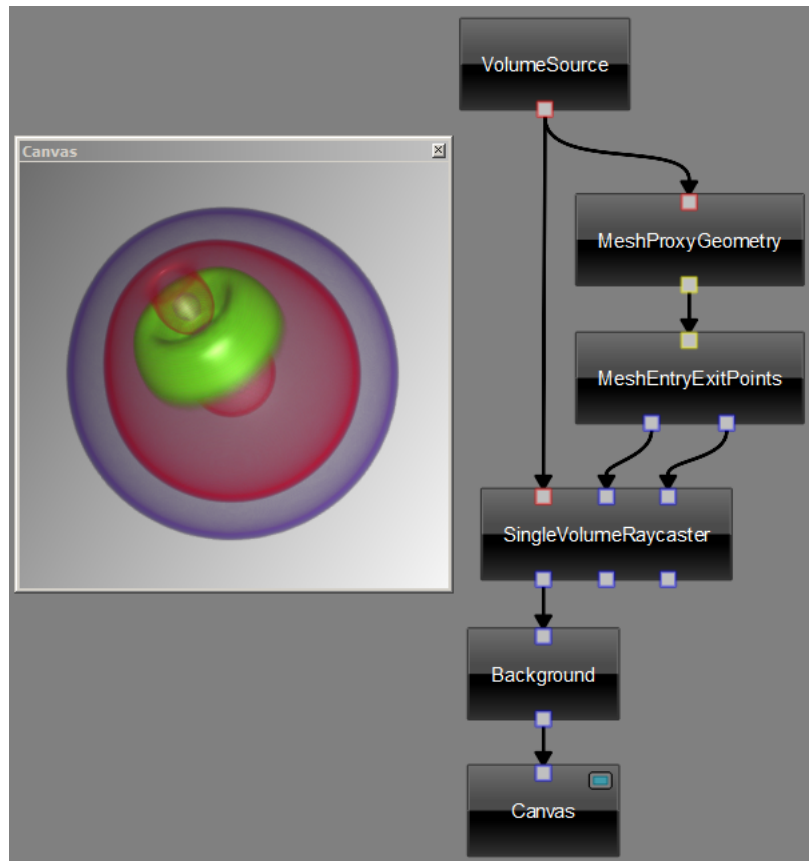 VolumeSource
Canvas
MeshProxyGeometry
MeshEntryExitPoints
SingleVolumeRaycaster
Background
Canvas